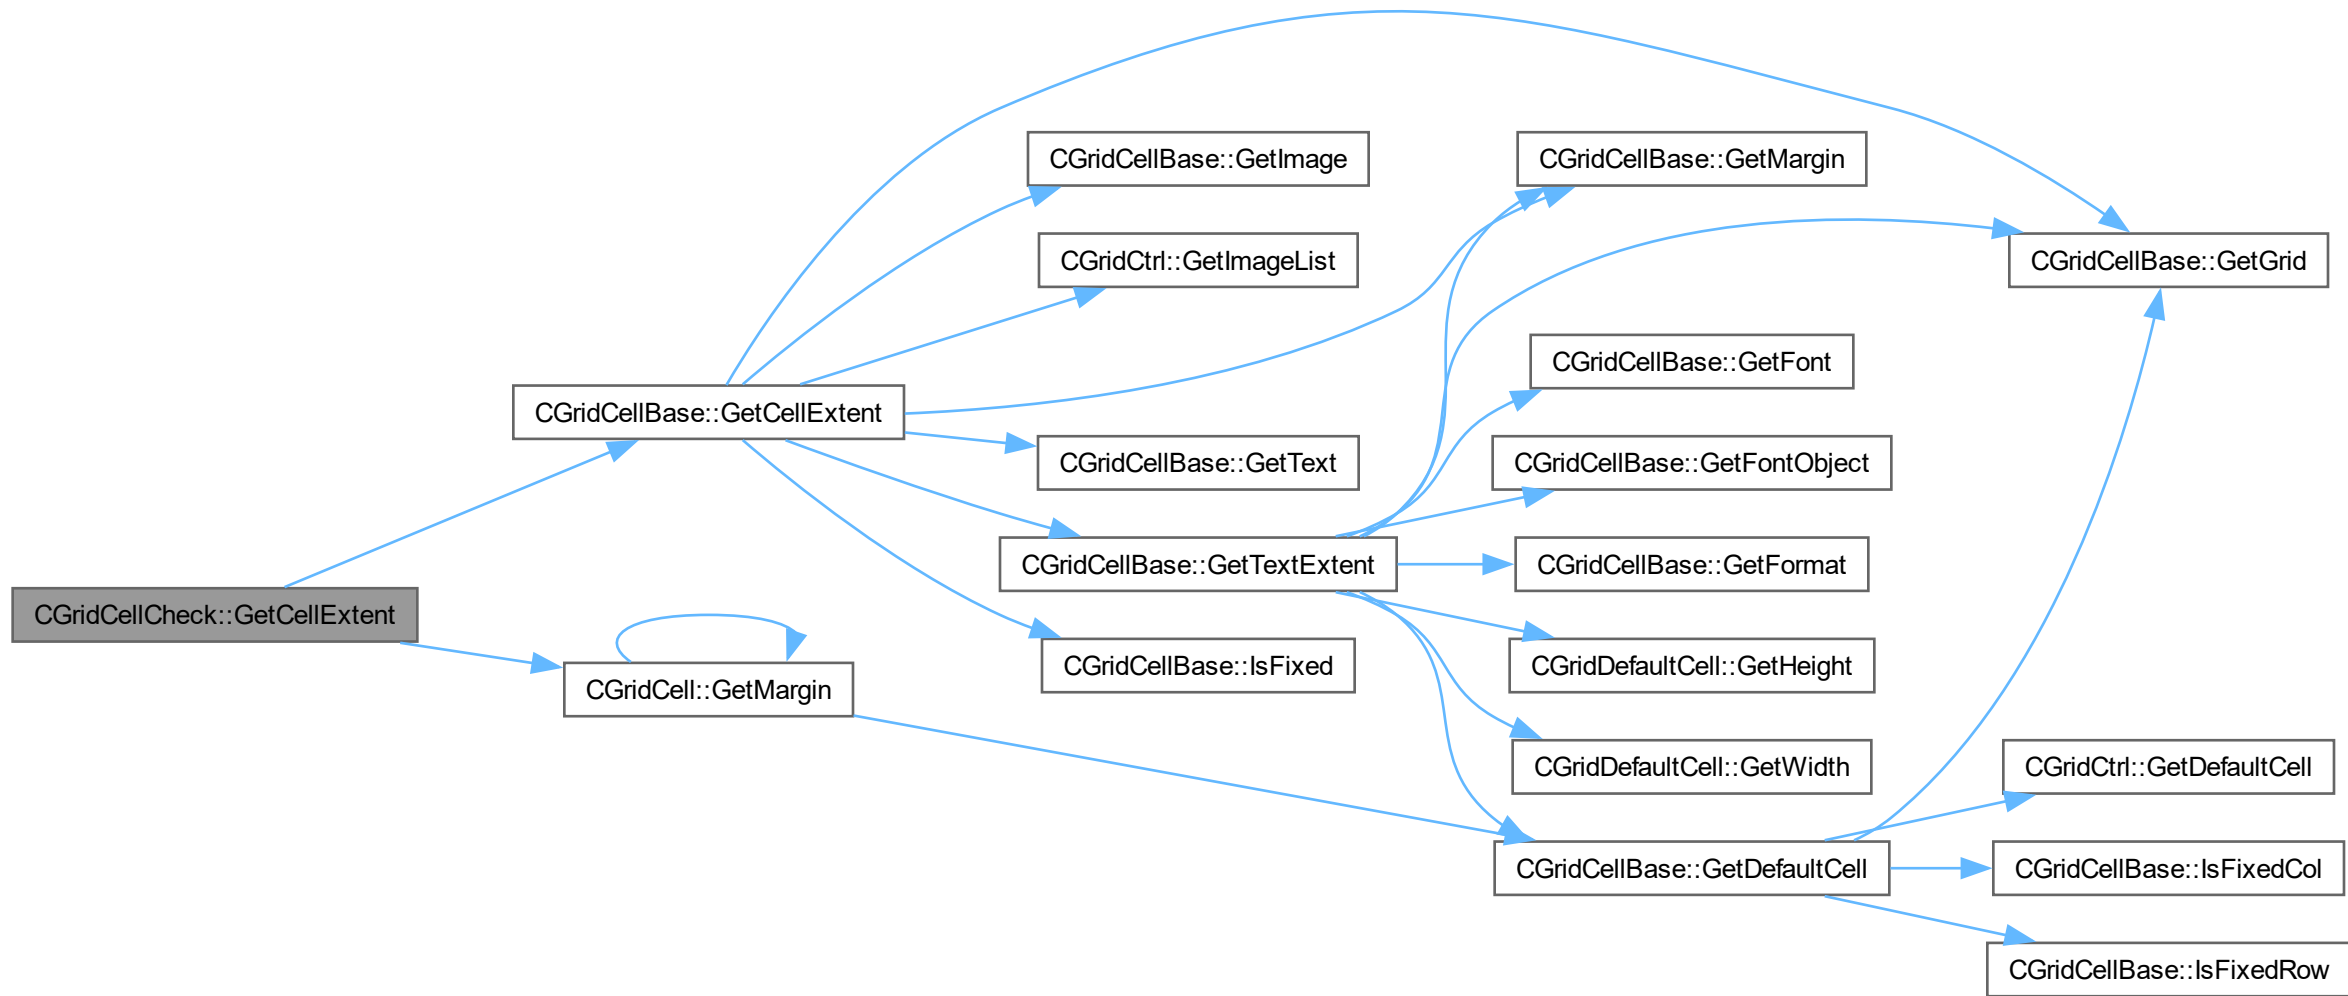 CGridCellBase::GetImage
CGridCellBase::GetMargin
CGridCtrl::GetImageList
CGridCellBase::GetGrid
CGridCellBase::GetFont
CGridCellBase::GetCellExtent
CGridCellBase::GetText
CGridCellBase::GetFontObject
CGridCellBase::GetTextExtent
CGridCellBase::GetFormat
CGridCellCheck::GetCellExtent
CGridCellBase::IsFixed
CGridDefaultCell::GetHeight
CGridCell::GetMargin
CGridDefaultCell::GetWidth
CGridCtrl::GetDefaultCell
CGridCellBase::GetDefaultCell
CGridCellBase::IsFixedCol
CGridCellBase::IsFixedRow